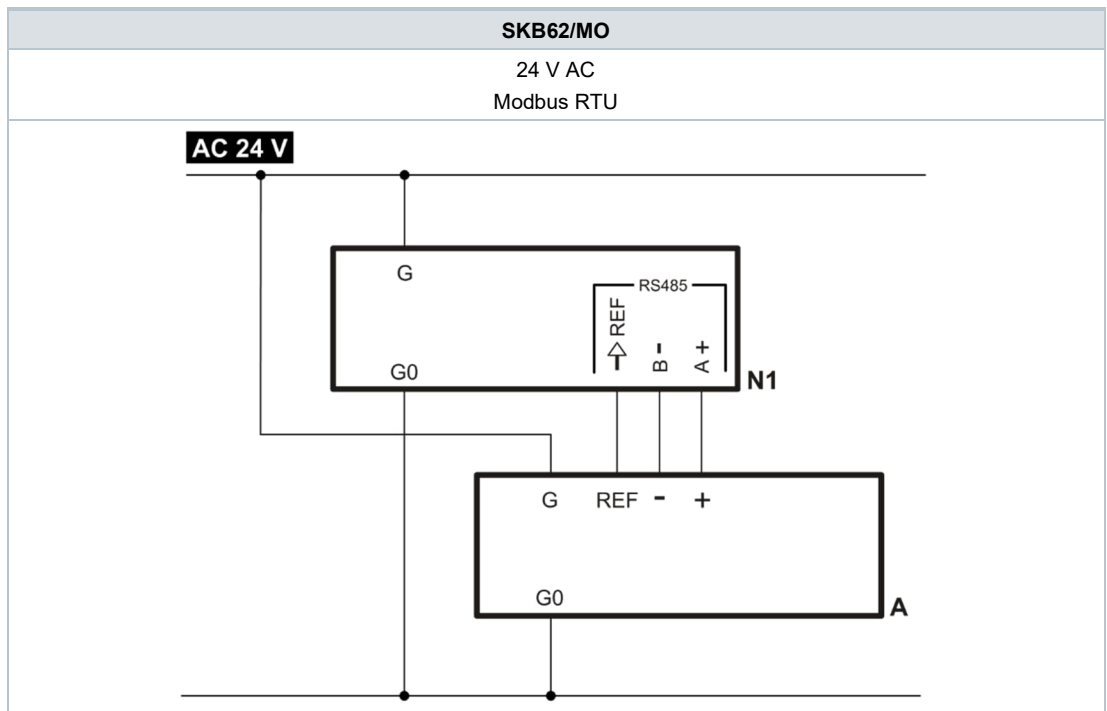 SKB62/MO
24 V AC
Modbus RTU
AC 24 V
G
RS485
REF
B -
A +
G0
N1
G REF - +
G0
A